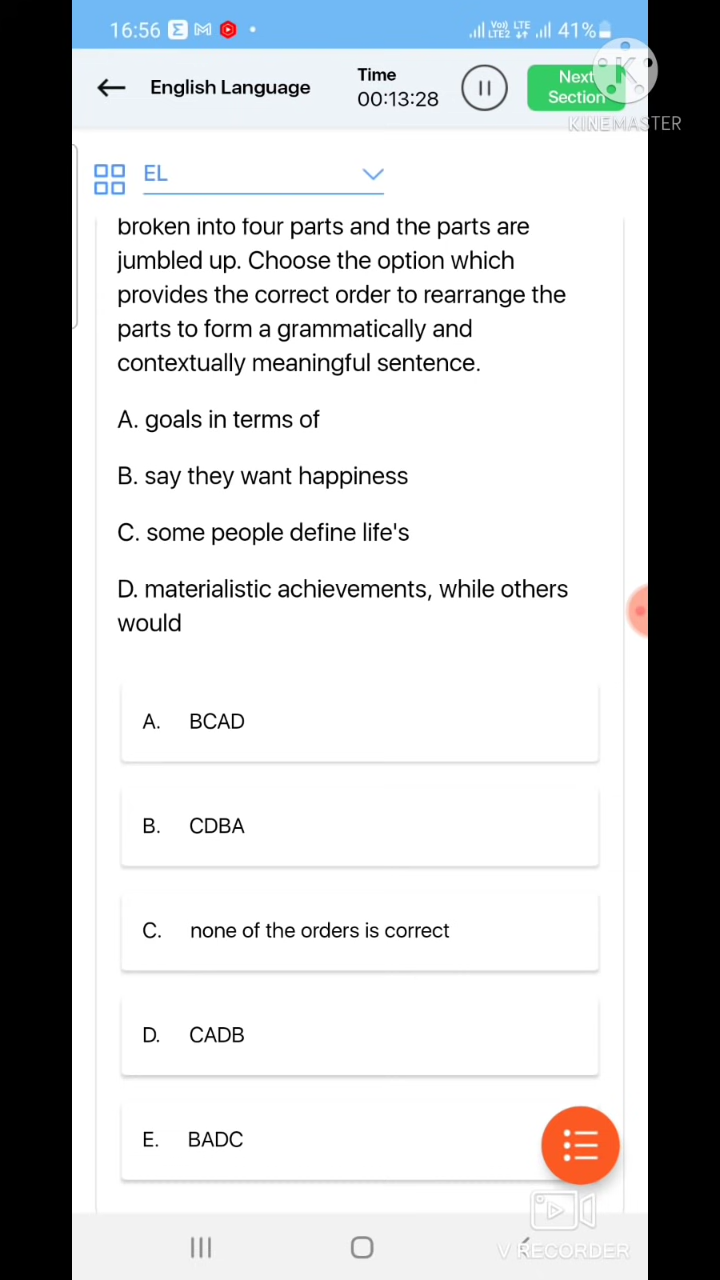 16:56
Vo)) LTE
LTE2
41%
English Language
Time
00:13:28
Next
Section
K
KINEMASTER
EL
broken into four parts and the parts are
jumbled up. Choose the option which
provides the correct order to rearrange the
parts to form a grammatically and
contextually meaningful sentence.
A. goals in terms of
B. say they want happiness
C. some people define life's
D. materialistic achievements, while others
would
A. BCAD
B. CDBA
C. none of the orders is correct
D. CADB
E. BADC
V RECORDER